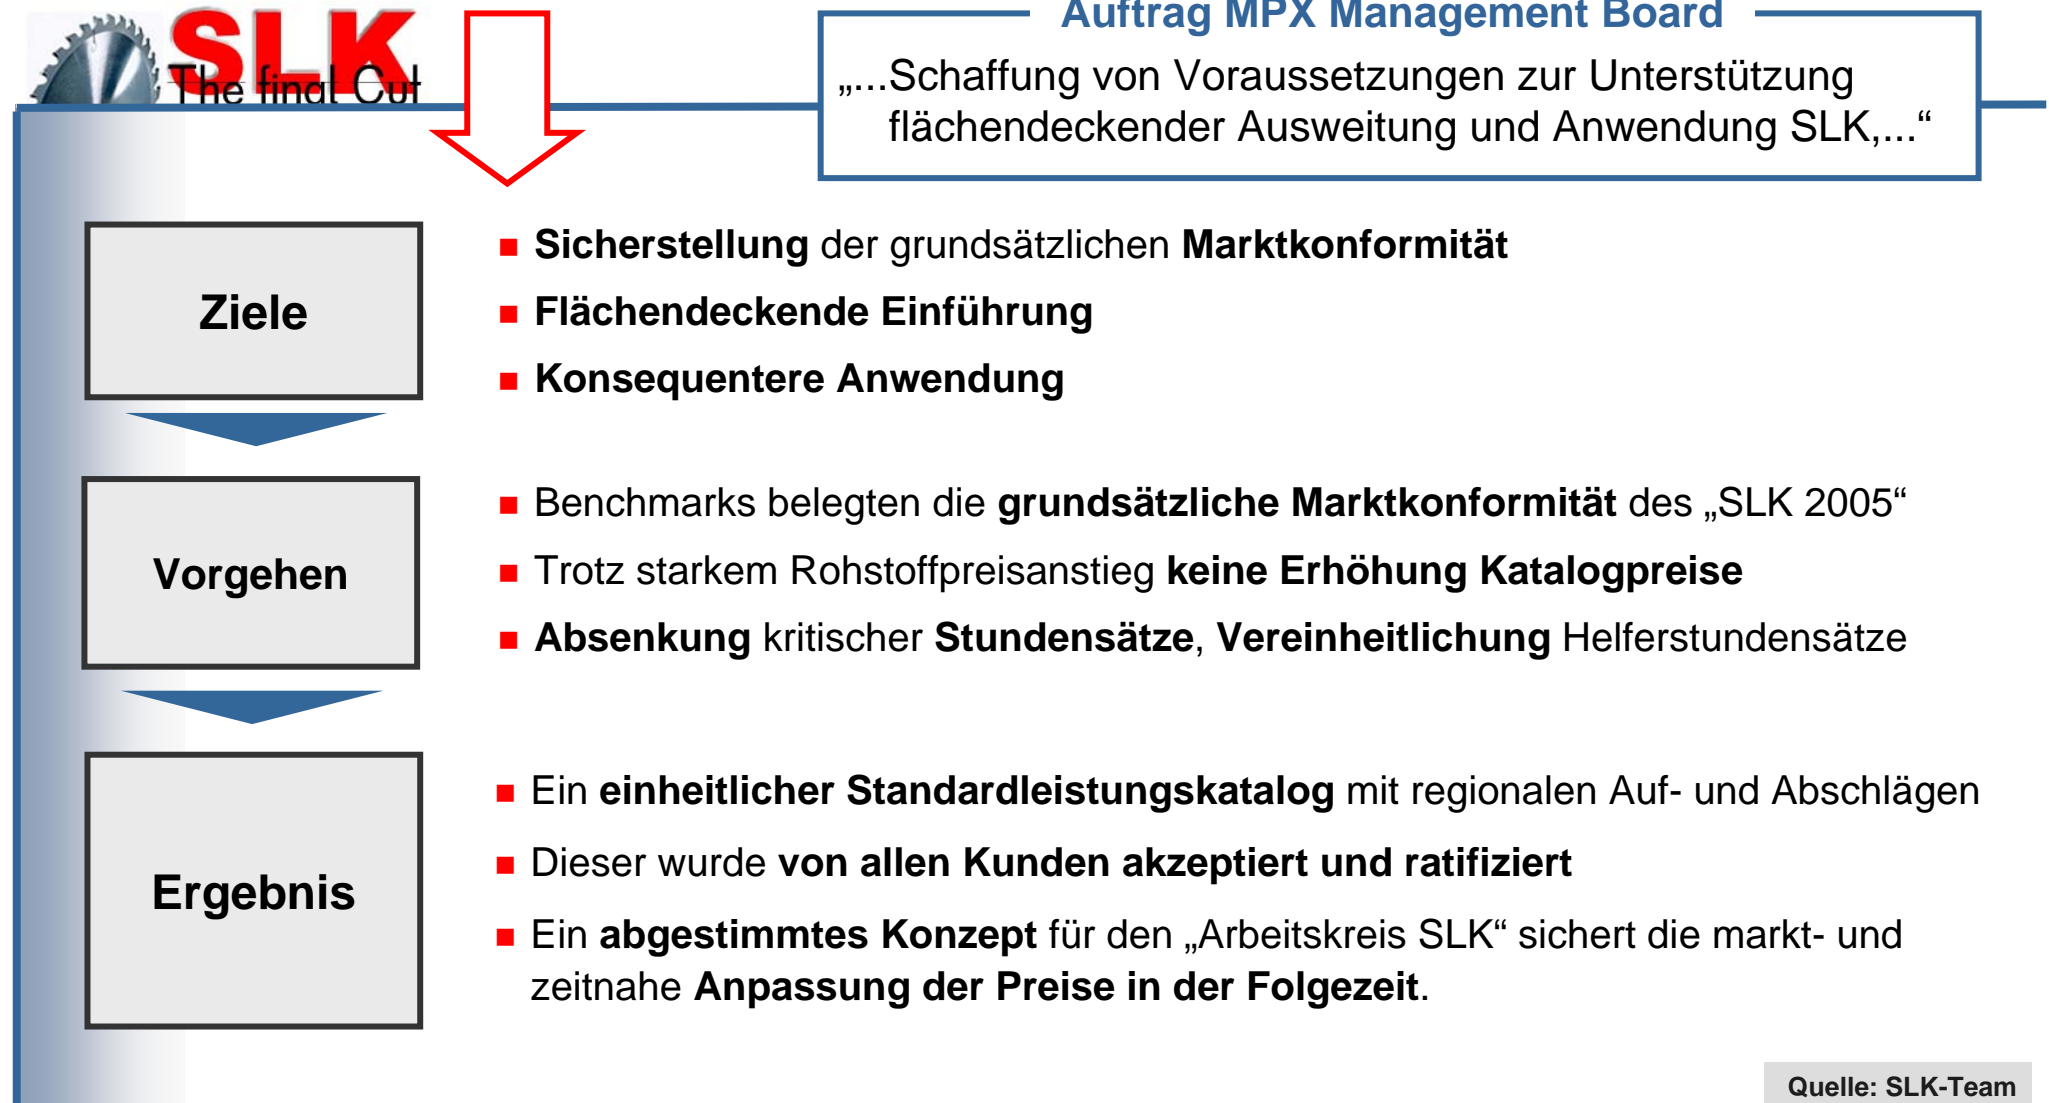 SLK
The final Cut
Auftrag MPX Management Board
„...Schaffung von Voraussetzungen zur Unterstützung
flächendeckender Ausweitung und Anwendung SLK,...“
Ziele
Sicherstellung der grundsätzlichen Marktkonformität
Flächendeckende Einführung
Konsequentere Anwendung
Vorgehen
Benchmarks belegten die grundsätzliche Marktkonformität des „SLK 2005“
Trotz starkem Rohstoffpreisanstieg keine Erhöhung Katalogpreise
Absenkung kritischer Stundensätze, Vereinheitlichung Helferstundensätze
Ergebnis
Ein einheitlicher Standardleistungskatalog mit regionalen Auf- und Abschlägen
Dieser wurde von allen Kunden akzeptiert und ratifiziert
Ein abgestimmtes Konzept für den „Arbeitskreis SLK“ sichert die markt- und
zeitnahe Anpassung der Preise in der Folgezeit.
Quelle: SLK-Team